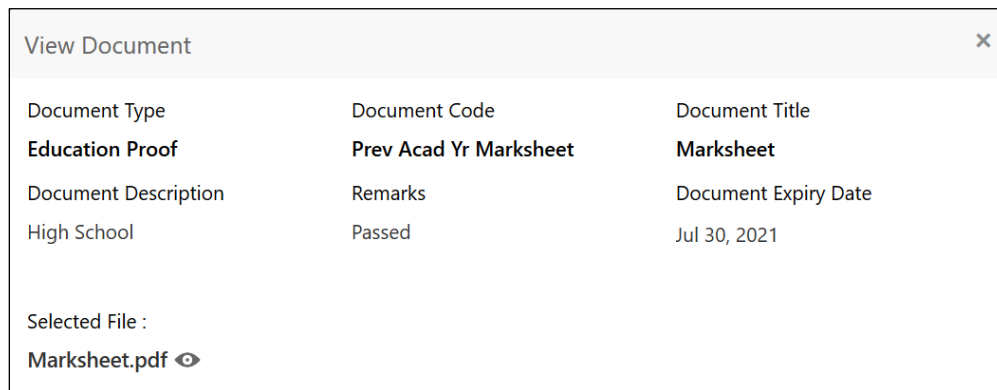 View Document ×
Document Type Document Code Document Title
Education Proof Prev Acad Yr Marksheet Marksheet
Document Description Remarks Document Expiry Date
High School Passed Jul 30, 2021
Selected File :
Marksheet.pdf